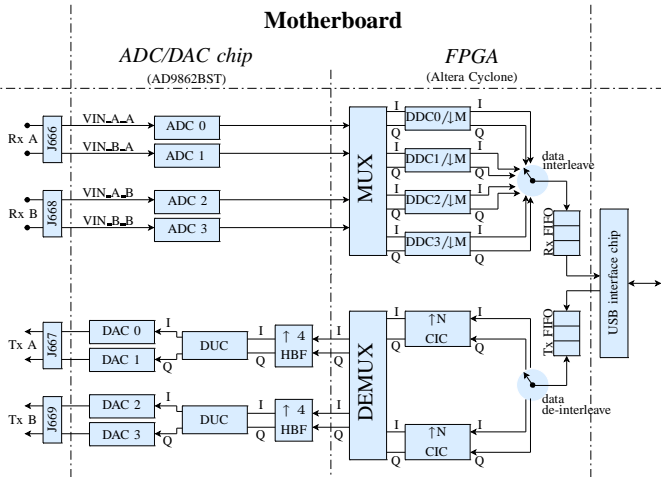 Motherboard
ADC/DAC chip
(AD9862BST)
FPGA
(Altera Cyclone)
Rx A
J666
VIN_A_A
ADC 0
VIN_B_A
ADC 1
Rx B
J668
VIN_A_B
ADC 2
VIN_B_B
ADC 3
MUX
I
DDC0/↓M
I
Q
Q
I
DDC1/↓M
I
Q
Q
I
DDC2/↓M
I
Q
Q
I
DDC3/↓M
I
Q
Q
data
interleave
Rx FIFO
USB interface chip
Tx FIFO
Tx A
J667
DAC 0
I
DAC 1
Q
DUC
I
Q
↑ 4
HBF
I
Q
DEMUX
I
Q
↑N
CIC
I
Q
data
de-interleave
Tx B
J669
DAC 2
I
DAC 3
Q
DUC
I
Q
↑ 4
HBF
I
Q
I
Q
↑N
CIC
I
Q